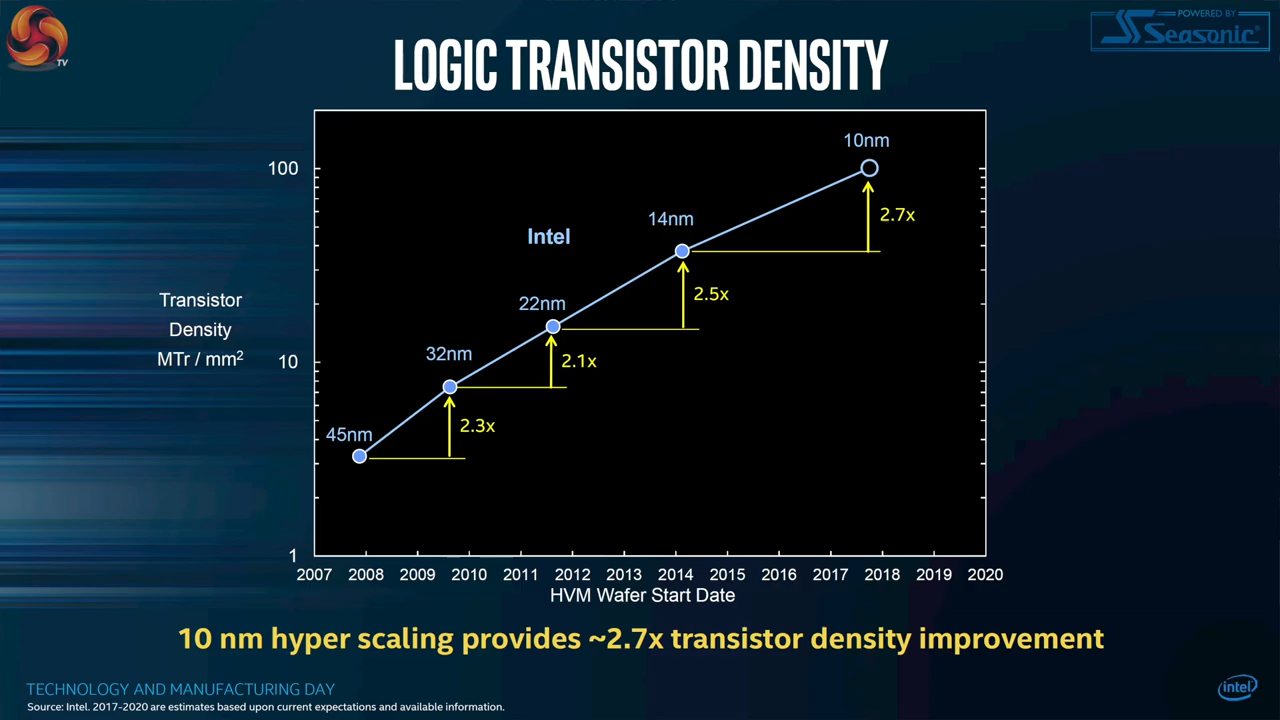 TV
POWERED BY
Seasonic
LOGIC TRANSISTOR DENSITY
100
10
1
Transistor
Density
MTr / mm²
Intel
45nm
32nm
22nm
14nm
10nm
2.3x
2.1x
2.5x
2.7x
2007 2008 2009 2010 2011 2012 2013 2014 2015 2016 2017 2018 2019 2020
HVM Wafer Start Date
10 nm hyper scaling provides ~2.7x transistor density improvement
TECHNOLOGY AND MANUFACTURING DAY
Source: Intel. 2017-2020 are estimates based upon current expectations and available information.
intel